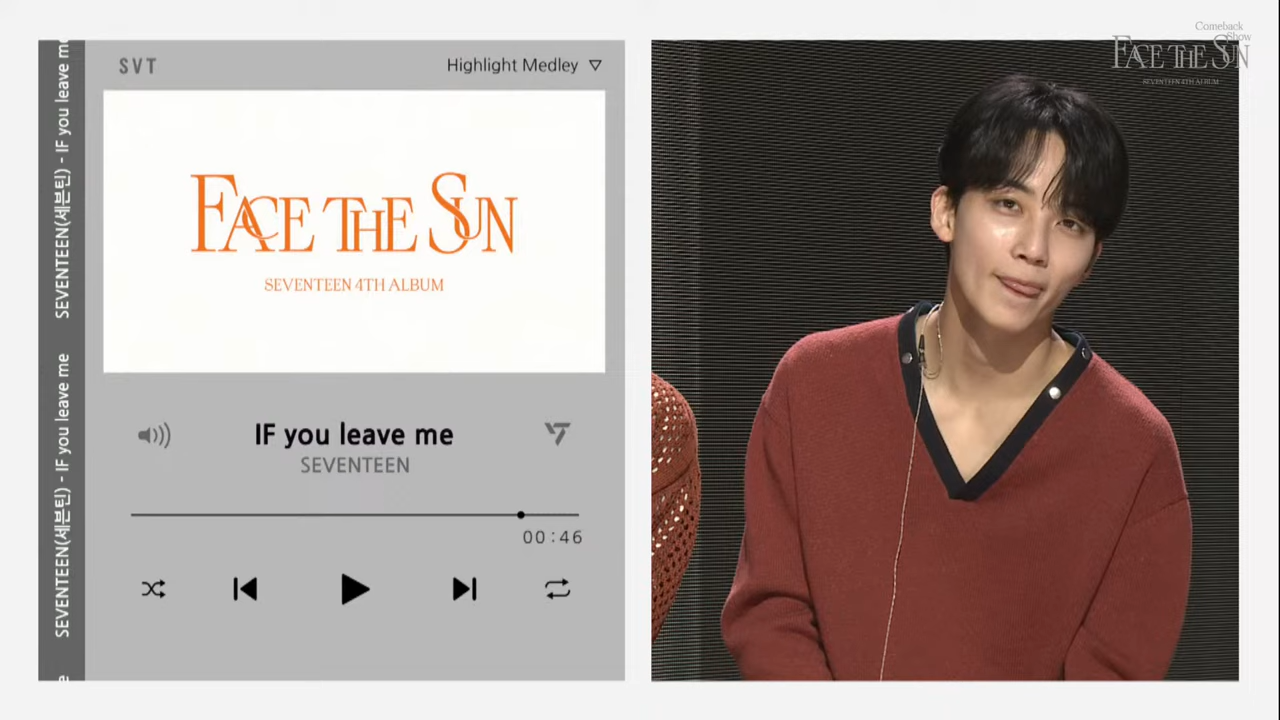 SVT
Highlight Medley
FACE THE SUN
SEVENTEEN 4TH ALBUM
IF you leave me
SEVENTEEN
00:46
SEVENTEEN(세븐틴) - IF you leave me
SEVENTEEN(세븐틴) - IF you leave me
e
Comeback
Show
FACE THE SUN
SEVENTEEN 4TH ALBUM